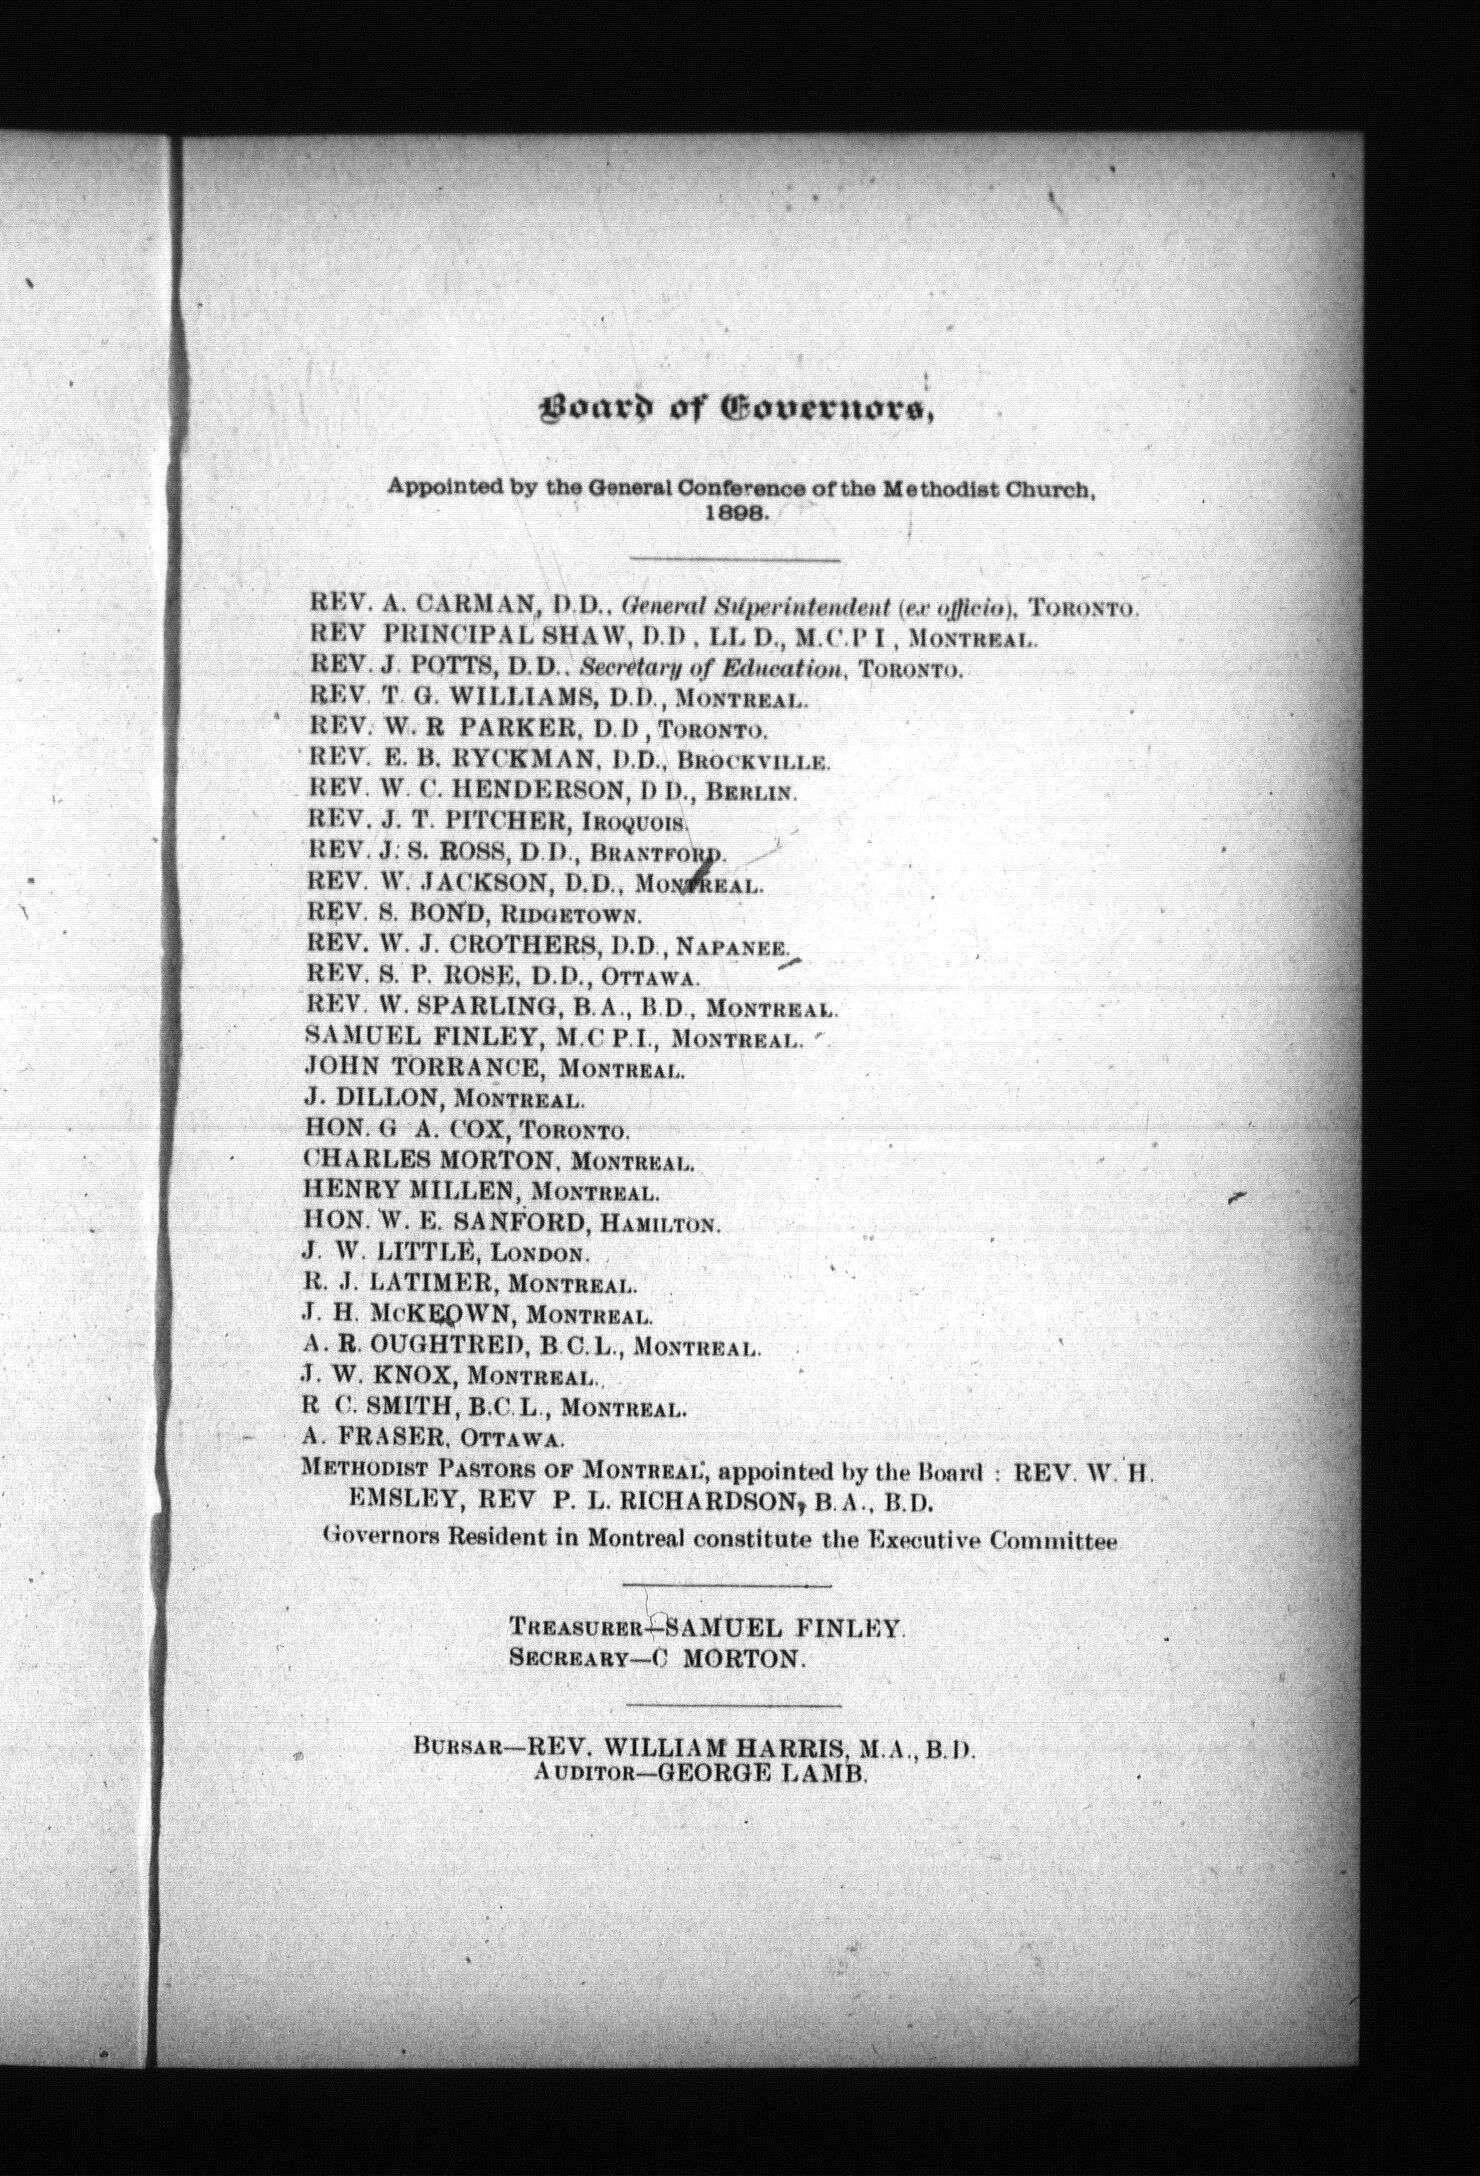 Board of Governors,
Appointed by the General Conference of the Methodist Church,
1898.
REV. A. CARMAN, D.D., General Superintendent (ex officio), TORONTO.
REV PRINCIPAL SHAW, D.D , LL D., M.C.P I , MONTREAL.
REV. J. POTTS, D.D.. Secretary of Education, TORONTO.
REV. T. G. WILLIAMS, D.D., MONTREAL.
REV. W. R PARKER, D.D , TORONTO.
REV. E. B. RYCKMAN, D.D., BROCKVILLE.
REV. W. C. HENDERSON, D D., BERLIN.
REV. J. T. PITCHER, IROQUOIS.
REV. J. S. ROSS, D.D., BRANTFORD.
REV. W. JACKSON, D.D., MONTREAL.
REV. S. BOND, RIDGETOWN.
REV. W. J. CROTHERS, D.D., NAPANEE.
REV. S. P. ROSE, D.D., OTTAWA.
REV. W. SPARLING, B.A., B.D., MONTREAL.
SAMUEL FINLEY, M.C P.I., MONTREAL.
JOHN TORRANCE, MONTREAL.
J. DILLON, MONTREAL.
HON. G A. COX, TORONTO.
CHARLES MORTON, MONTREAL.
HENRY MILLEN, MONTREAL.
HON. W. E. SANFORD, HAMILTON.
J. W. LITTLE, LONDON.
R. J. LATIMER, MONTREAL.
J. H. McKEOWN, MONTREAL.
A. R. OUGHTRED, B.C.L., MONTREAL.
J. W. KNOX, MONTREAL.
R C. SMITH, B.C.L., MONTREAL.
A. FRASER, OTTAWA.
METHODIST PASTORS OF MONTREAL, appointed by the Board : REV. W. H.
EMSLEY, REV P. L. RICHARDSON, B.A., B.D.
Governors Resident in Montreal constitute the Executive Committee
TREASURER—SAMUEL FINLEY.
SECREARY—C MORTON.
BURSAR—REV. WILLIAM HARRIS, M.A., B.D.
AUDITOR—GEORGE LAMB.